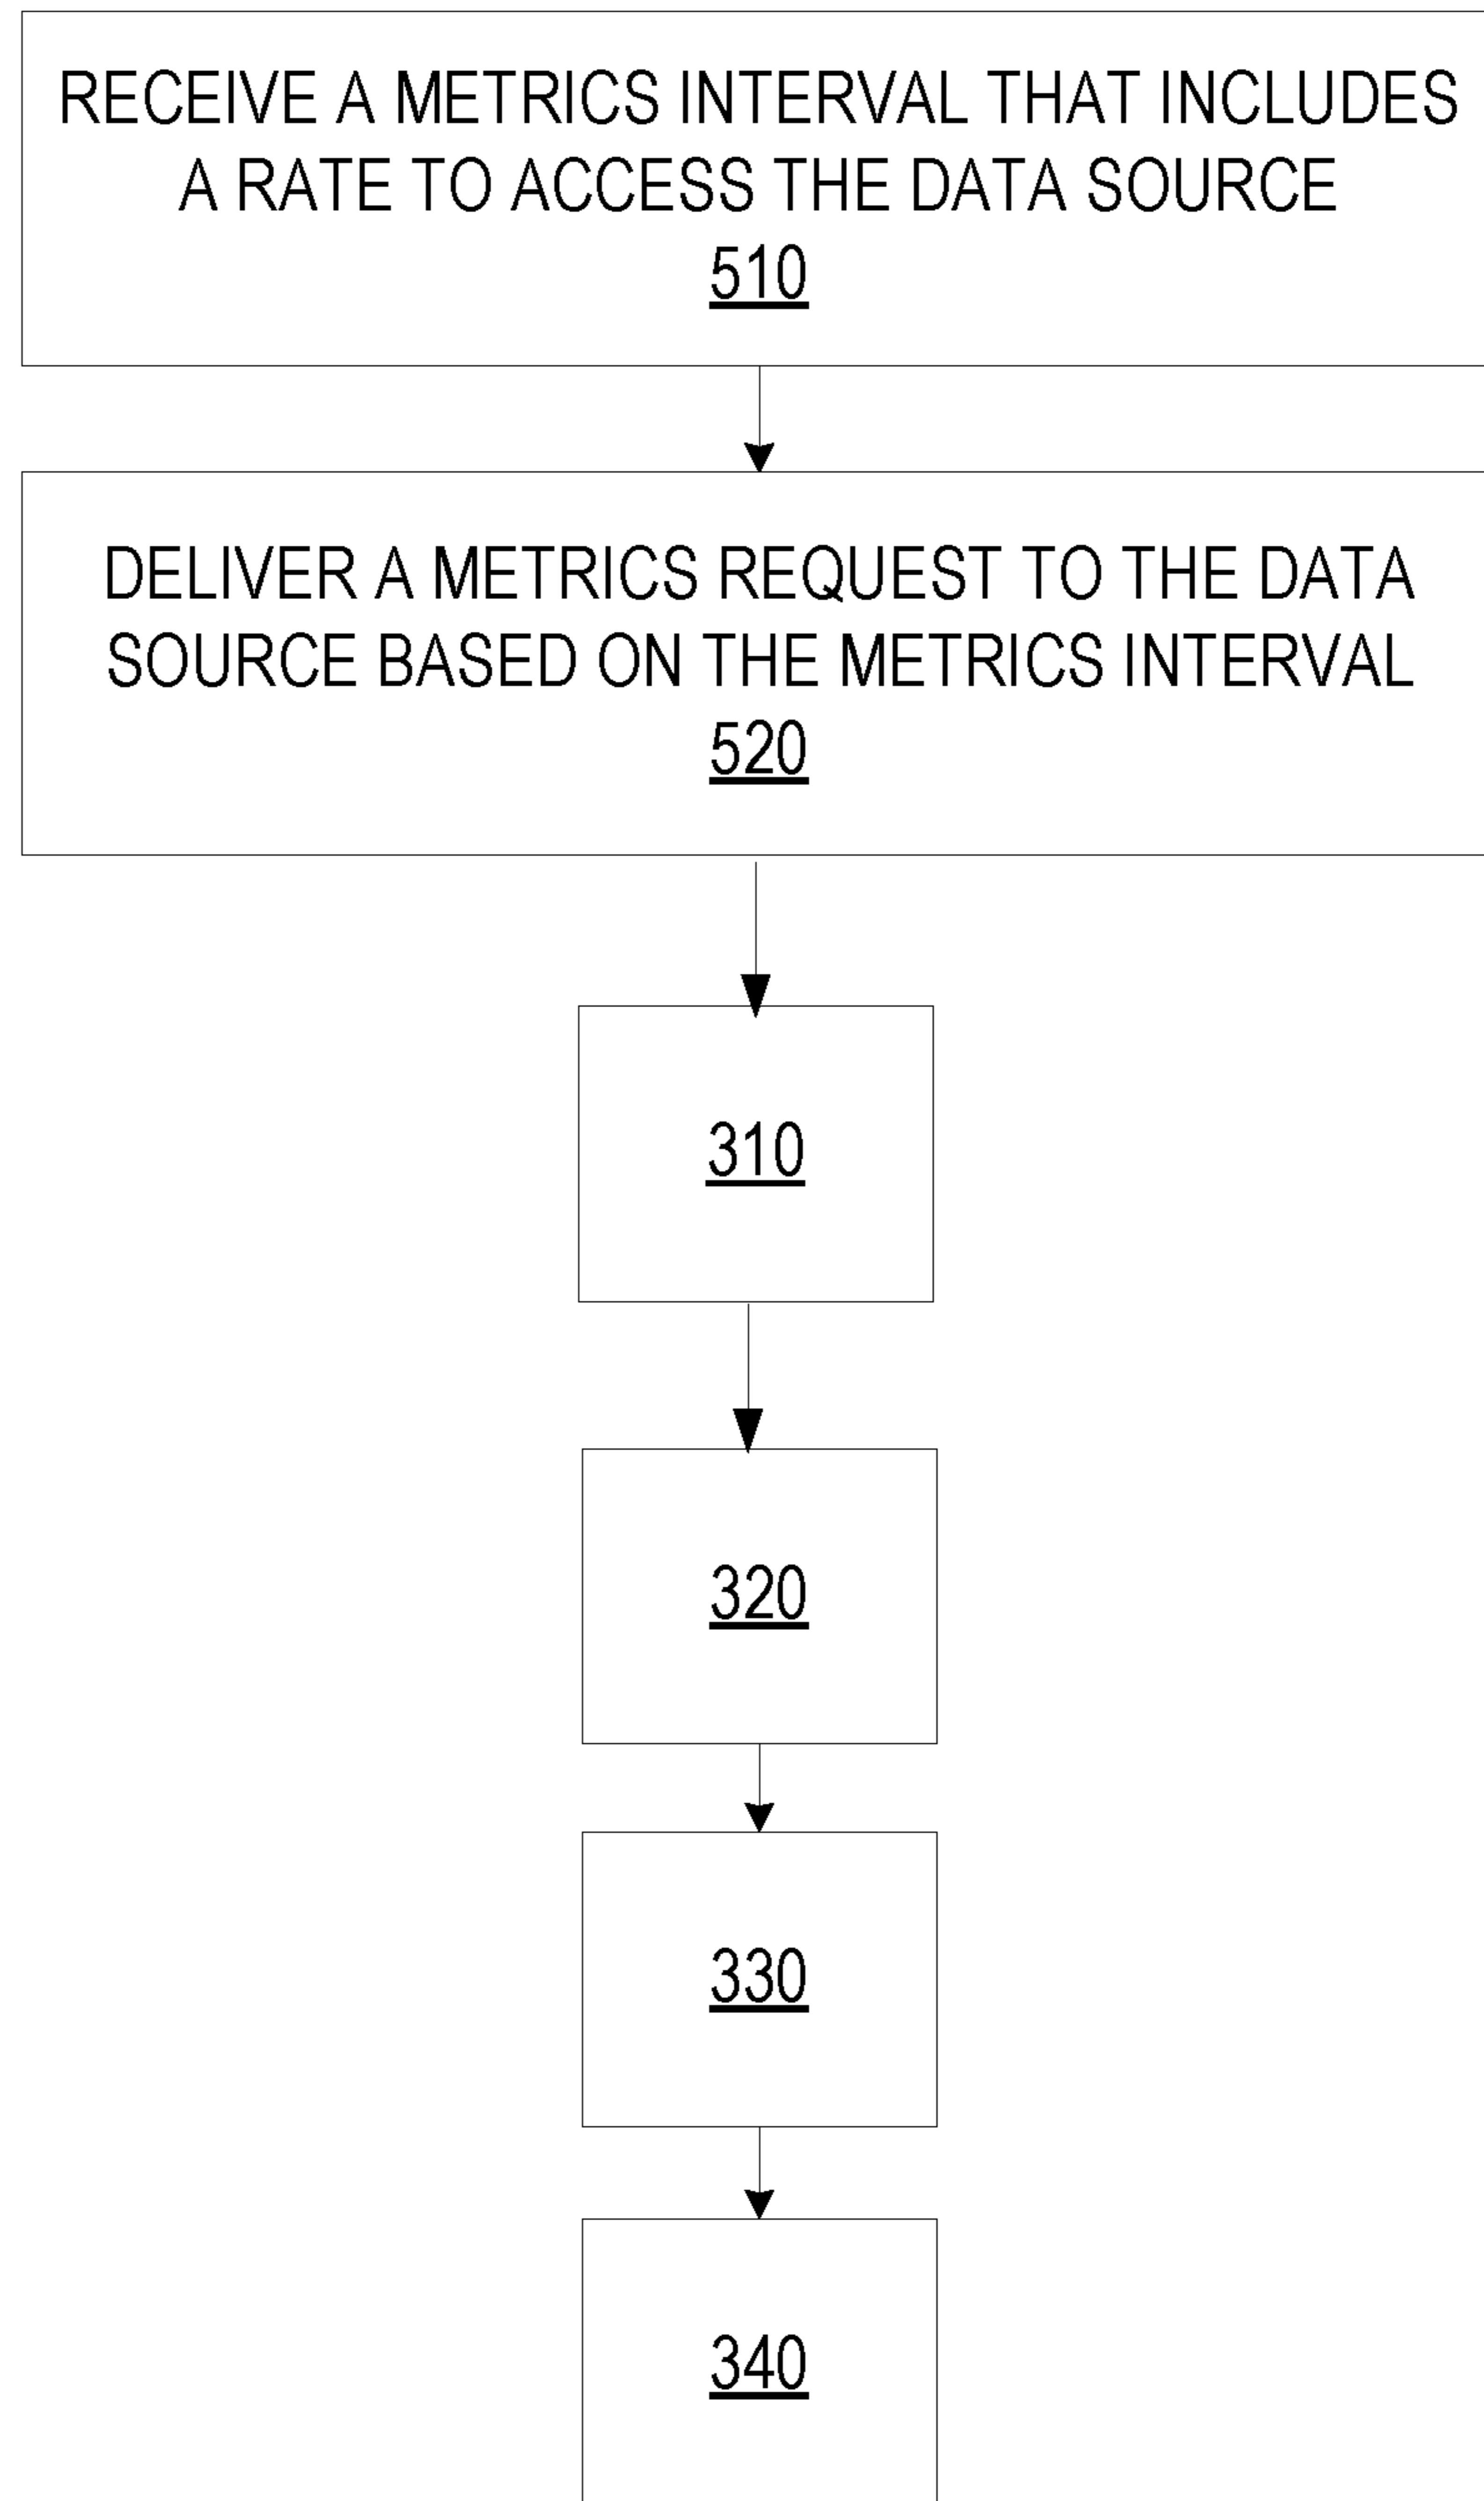 RECEIVE A METRICS INTERVAL THAT INCLUDES
A RATE TO ACCESS THE DATA SOURCE
510
DELIVER A METRICS REQUEST TO THE DATA
SOURCE BASED ON THE METRICS INTERVAL
520
310
320
330
340